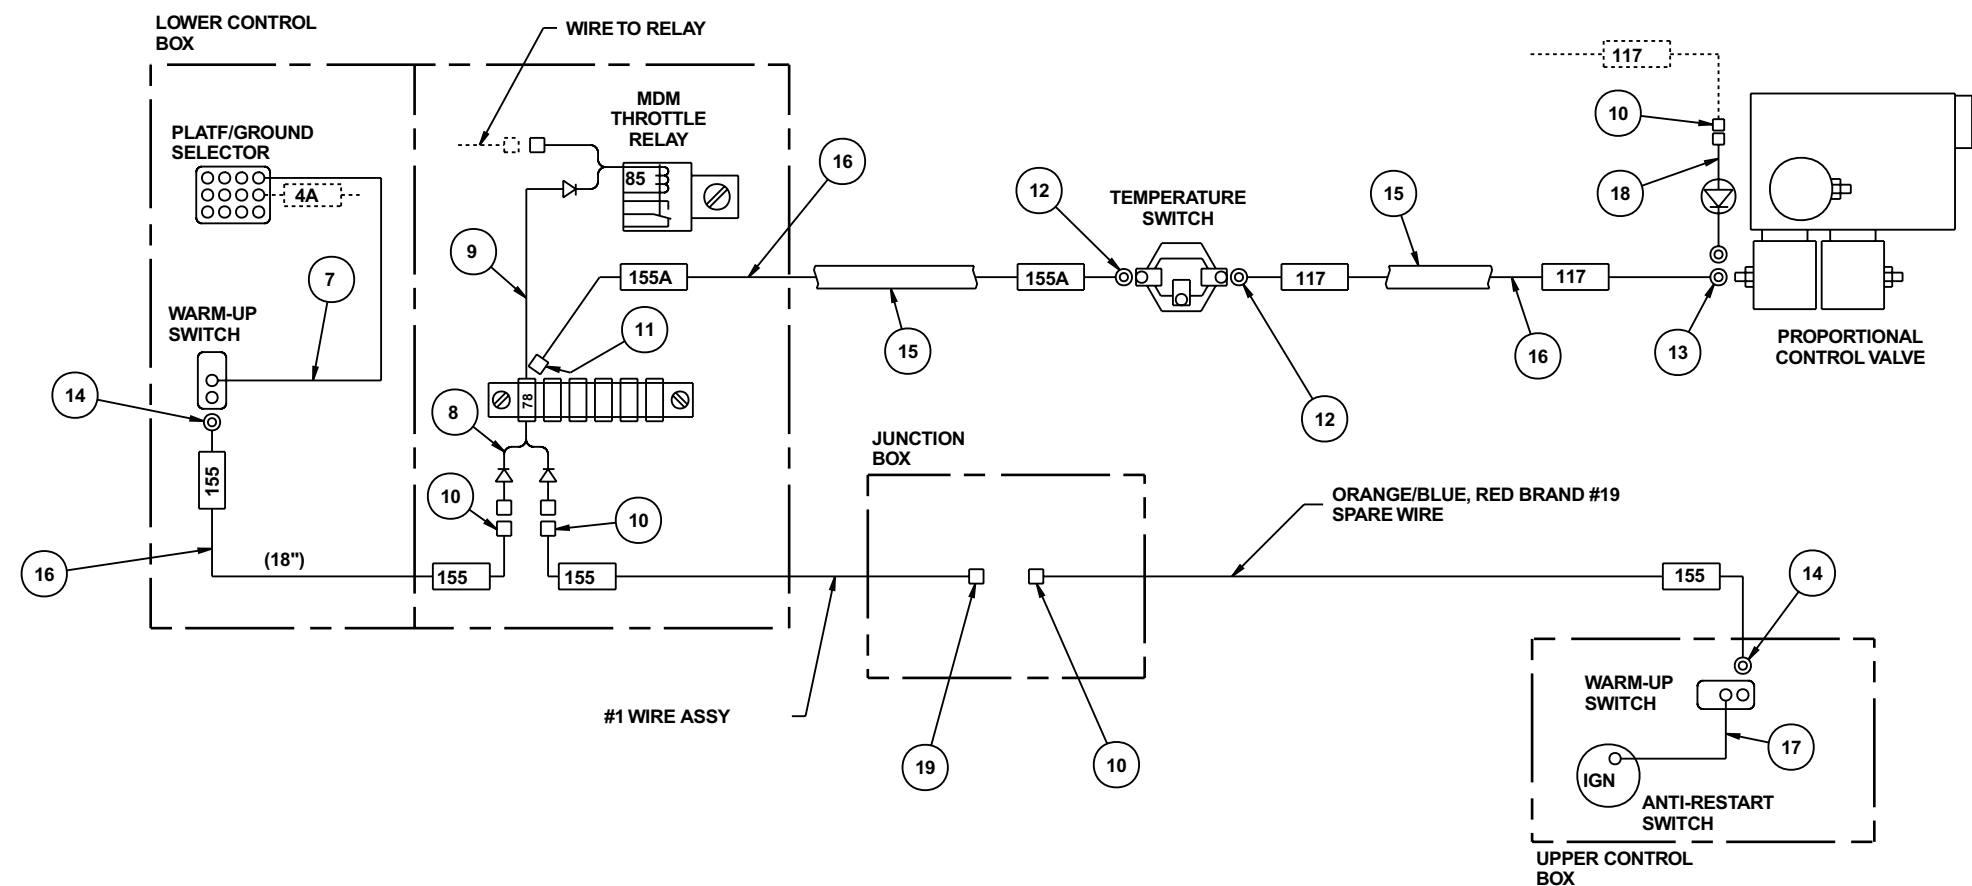 LOWER CONTROL
BOX
WIRE TO RELAY
117
MDM
THROTTLE
RELAY
10
PLATF/GROUND
SELECTOR
4A
85
16
12
TEMPERATURE
SWITCH
15
18
9
7
155A
155A
117
117
WARM-UP
SWITCH
11
15
16
13
PROPORTIONAL
CONTROL VALVE
14
78
8
12
JUNCTION
BOX
155
10
10
ORANGE/BLUE, RED BRAND #19
SPARE WIRE
16
(18")
155
155
155
14
WARM-UP
SWITCH
#1 WIRE ASSY
19
10
17
IGN
ANTI-RESTART
SWITCH
UPPER CONTROL
BOX